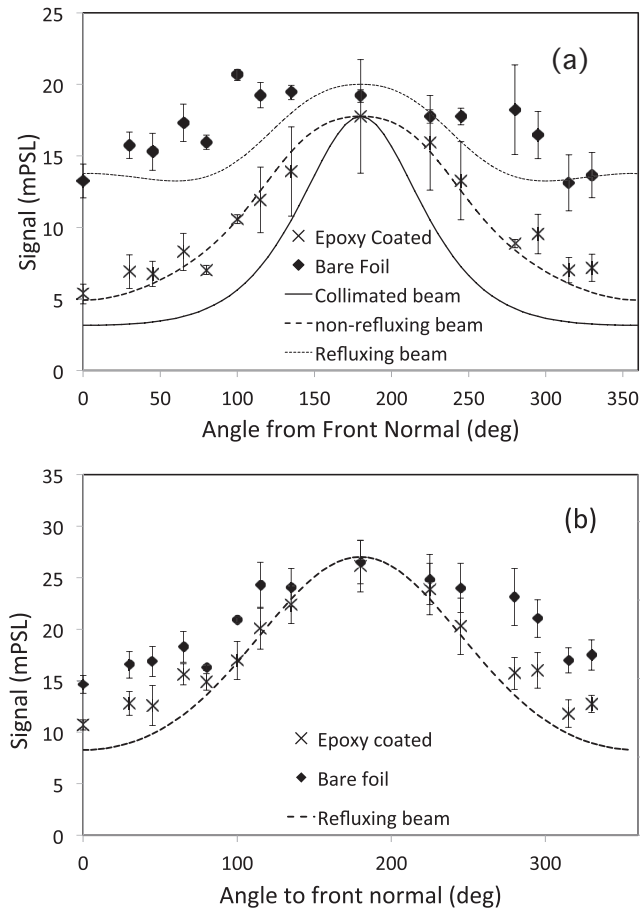 25
20
15
10
5
0
Signal (mPSL)
(a)
Epoxy Coated
Bare Foil
Collimated beam
non-refluxing beam
Refluxing beam
0 50 100 150 200 250 300 350
Angle from Front Normal (deg)
35
30
25
20
15
10
5
0
Signal (mPSL)
(b)
Epoxy coated
Bare foil
Refluxing beam
0 100 200 300
Angle to front normal (deg)